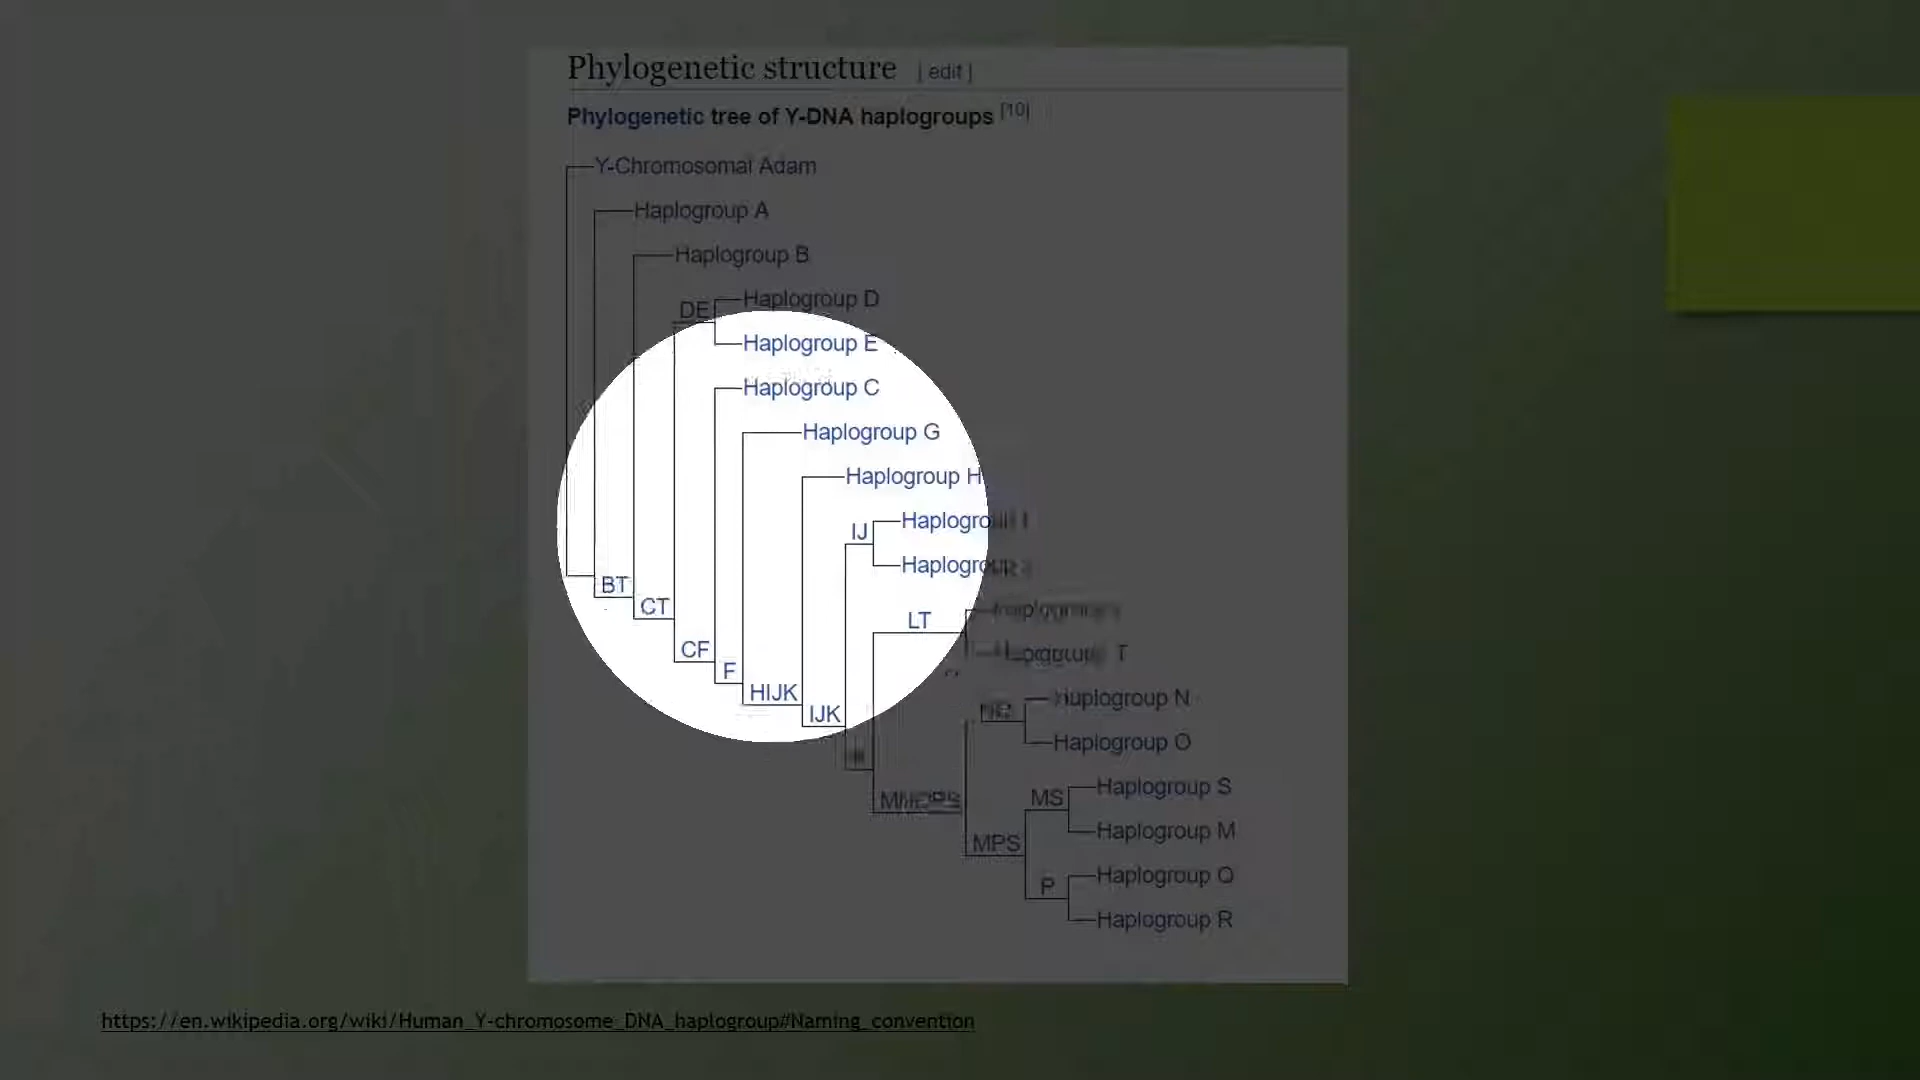 Phylogenetic structure [ edit ]
Phylogenetic tree of Y-DNA haplogroups [10]
Y-Chromosomal Adam
Haplogroup A
Haplogroup B
DE
Haplogroup D
Haplogroup E
Haplogroup C
Haplogroup G
Haplogroup H
IJ
Haplogroup I
BT
CT
LT
T
CF
F
HIJK
IJK
Haplogroup N
Haplogroup O
MS
Haplogroup S
Haplogroup M
MPS
P
Haplogroup Q
Haplogroup R
https://en.wikipedia.org/wiki/Human_Y-chromosome_DNA_haplogroup#Naming_convention